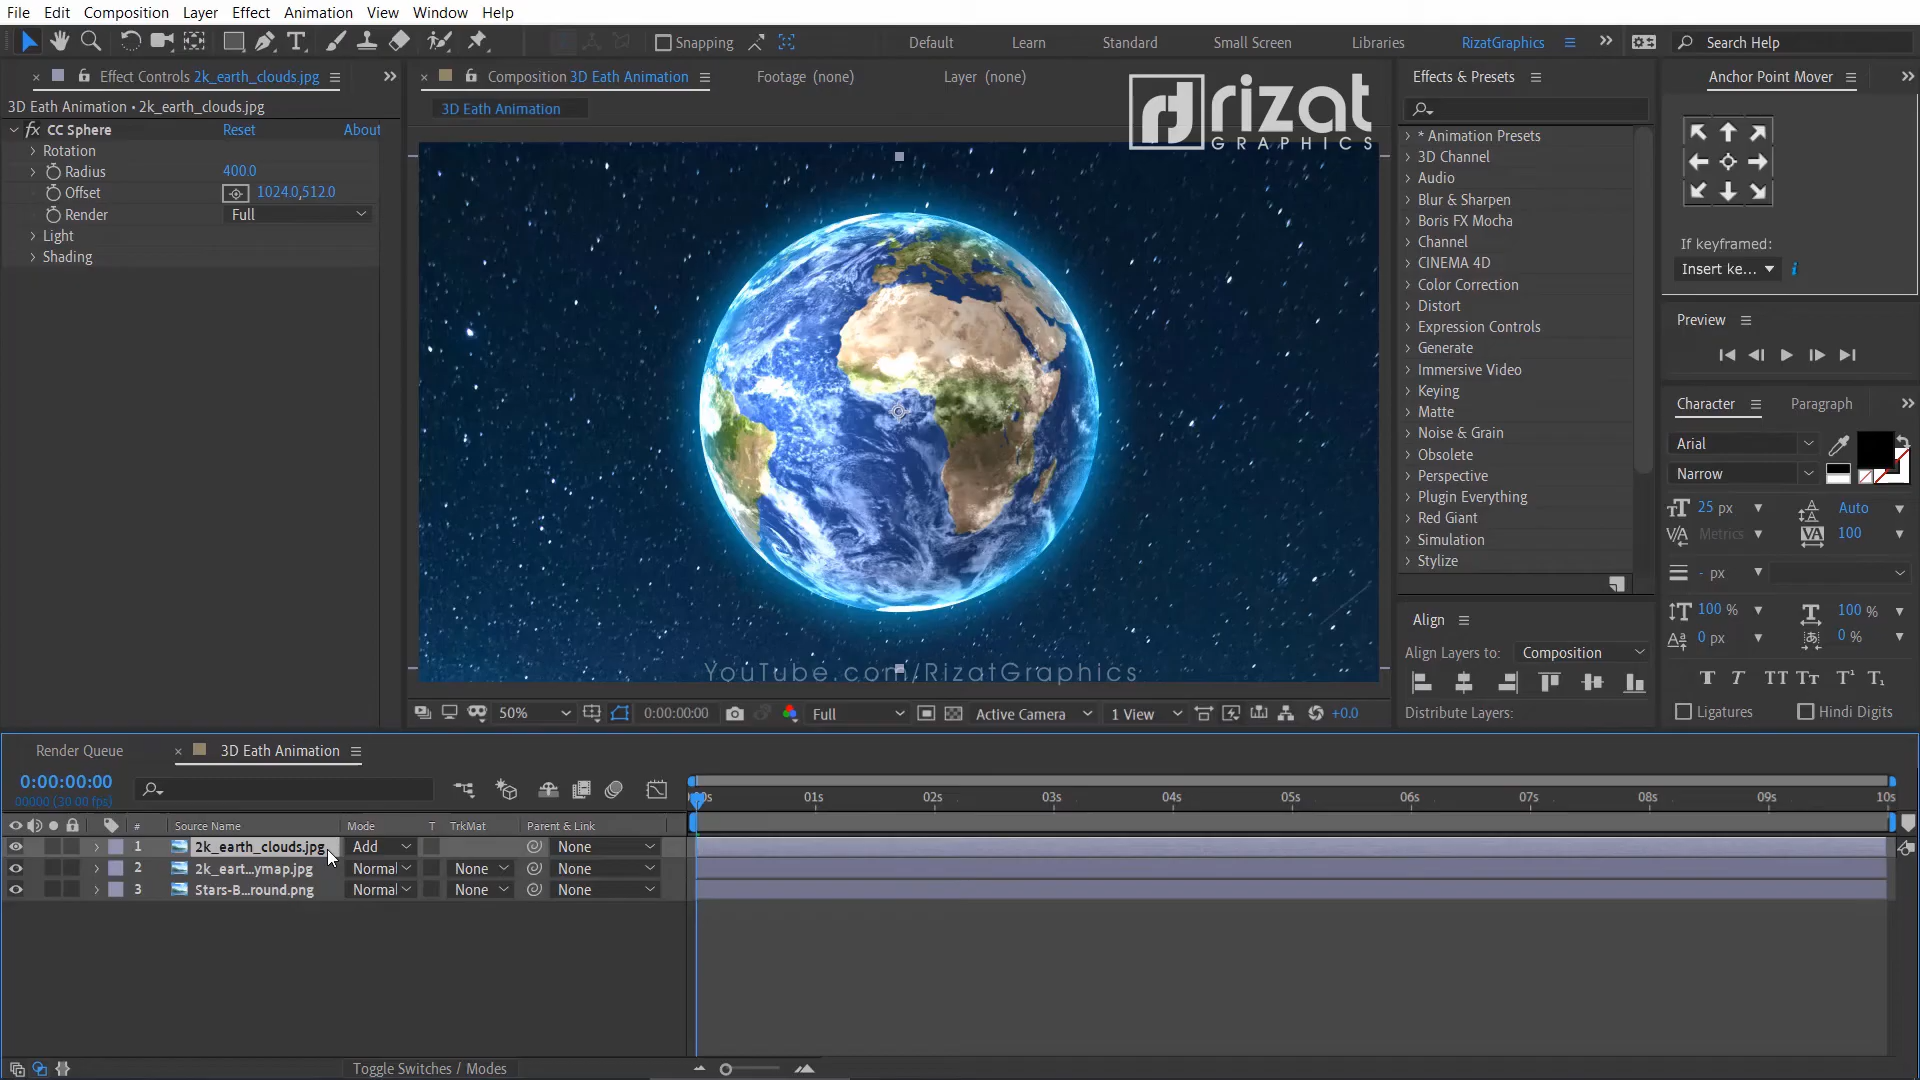 File Edit Composition Layer Effect Animation View Window Help
Snapping
Default Learn Standard Small Screen Libraries RizatGraphics
Search Help
Effect Controls 2k_earth_clouds.jpg
3D Eath Animation • 2k_earth_clouds.jpg
fx CC Sphere Reset About
Rotation
Radius 400.0
Offset 1024.0,512.0
Render Full
Light
Shading
Composition 3D Eath Animation
Footage (none)
Layer (none)
3D Eath Animation
rizat
GRAPHICS
YouTube.com/RizatGraphics
50% 0:00:00:00 Full Active Camera 1 View +0.0
Effects & Presets
* Animation Presets
3D Channel
Audio
Blur & Sharpen
Boris FX Mocha
Channel
CINEMA 4D
Color Correction
Distort
Expression Controls
Generate
Immersive Video
Keying
Matte
Noise & Grain
Obsolete
Perspective
Plugin Everything
Red Giant
Simulation
Stylize
Align
Align Layers to: Composition
Distribute Layers:
Anchor Point Mover
If keyframed:
Insert ke...
Preview
Character Paragraph
Arial
Narrow
25 px Auto
Metrics 100
- px
100 % 100 %
0 px 0 %
Ligatures Hindi Digits
Render Queue 3D Eath Animation
0:00:00:00
00000 (30.00 fps)
01s 02s 03s 04s 05s 06s 07s 08s 09s 10s
# Source Name Mode T TrkMat Parent & Link
1 2k_earth_clouds.jpg Add None
2 2k_eart...ymap.jpg Normal None None
3 Stars-B...round.png Normal None None
Toggle Switches / Modes